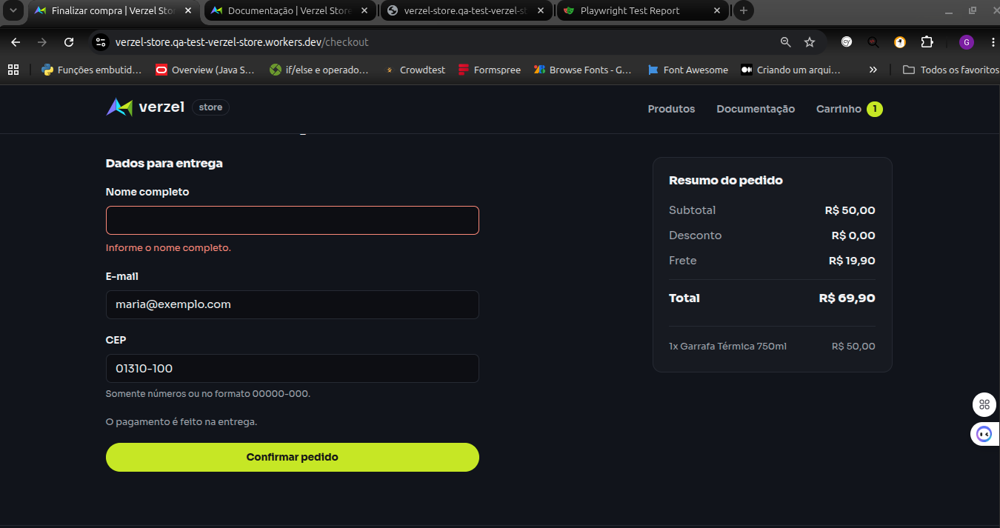 Finalizar compra | Verzel Sto
Documentação | Verzel Store
verzel-store.qa-test-verzel-st
Playwright Test Report
verzel-store.qa-test-verzel-store.workers.dev/checkout
G
Funções embutid...
Overview (Java S...
if/else e operado...
Crowdtest
Formspree
Browse Fonts - G...
Font Awesome
Criando um arqui...
Todos os favoritos
verzel store
Produtos
Documentação
Carrinho 1
Dados para entrega
Nome completo
Informe o nome completo.
E-mail
maria@exemplo.com
CEP
01310-100
Somente números ou no formato 00000-000.
O pagamento é feito na entrega.
Confirmar pedido
Resumo do pedido
Subtotal R$ 50,00
Desconto R$ 0,00
Frete R$ 19,90
Total R$ 69,90
1x Garrafa Térmica 750ml R$ 50,00